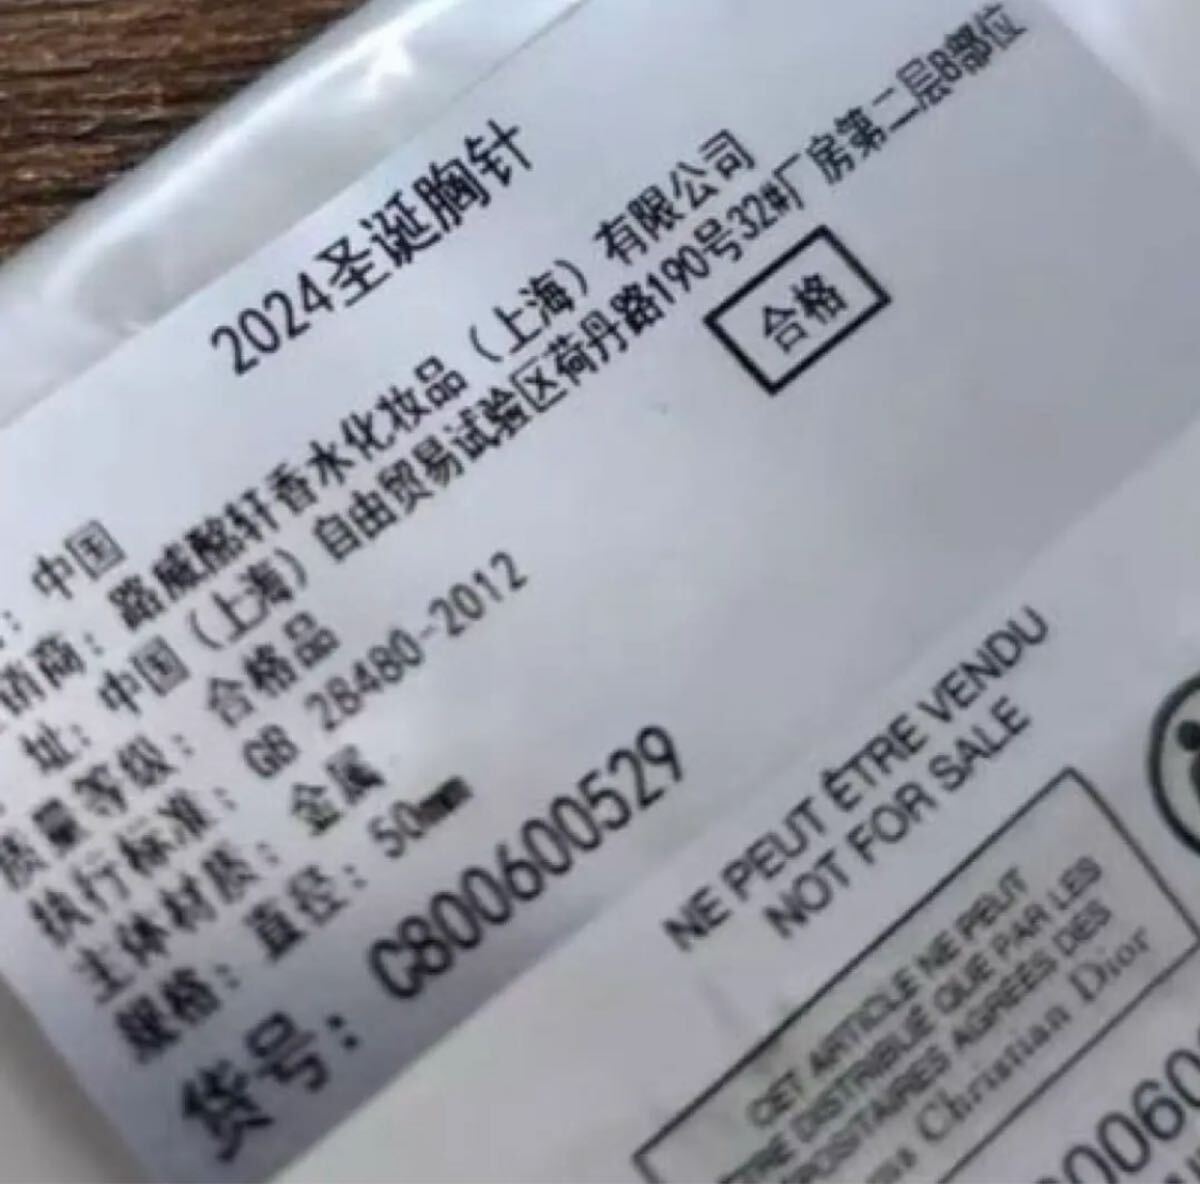 2024圣诞胸针
: 中国
销商: 路威酩轩香水化妆品（上海）有限公司
址: 中国（上海）自由贸易试验区荷丹路190号32#厂房第二层B部位
质量等级: 合格品
合格
执行标准: GB 28480-2012
主体材质: 金属
规格: 直径: 50mm
货号: C800600529
NE PEUT ÊTRE VENDU
NOT FOR SALE
CET ARTICLE NE PEUT
ÊTRE DISTRIBUÉ QUE PAR LES
POSITAIRES AGRÉÉS DES
Christian Dior